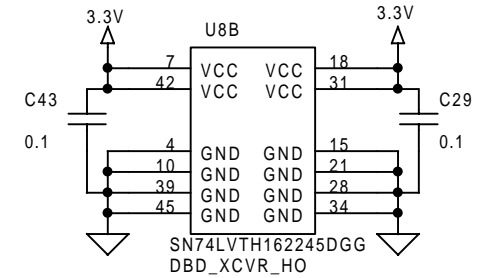 3.3V 3.3V
U8B
7 VCC VCC 18
42 VCC VCC 31
C43 C29
0.1 0.1
4 GND GND 15
10 GND GND 21
39 GND GND 28
45 GND GND 34
SN74LVTH162245DGG
DBD_XCVR_HO